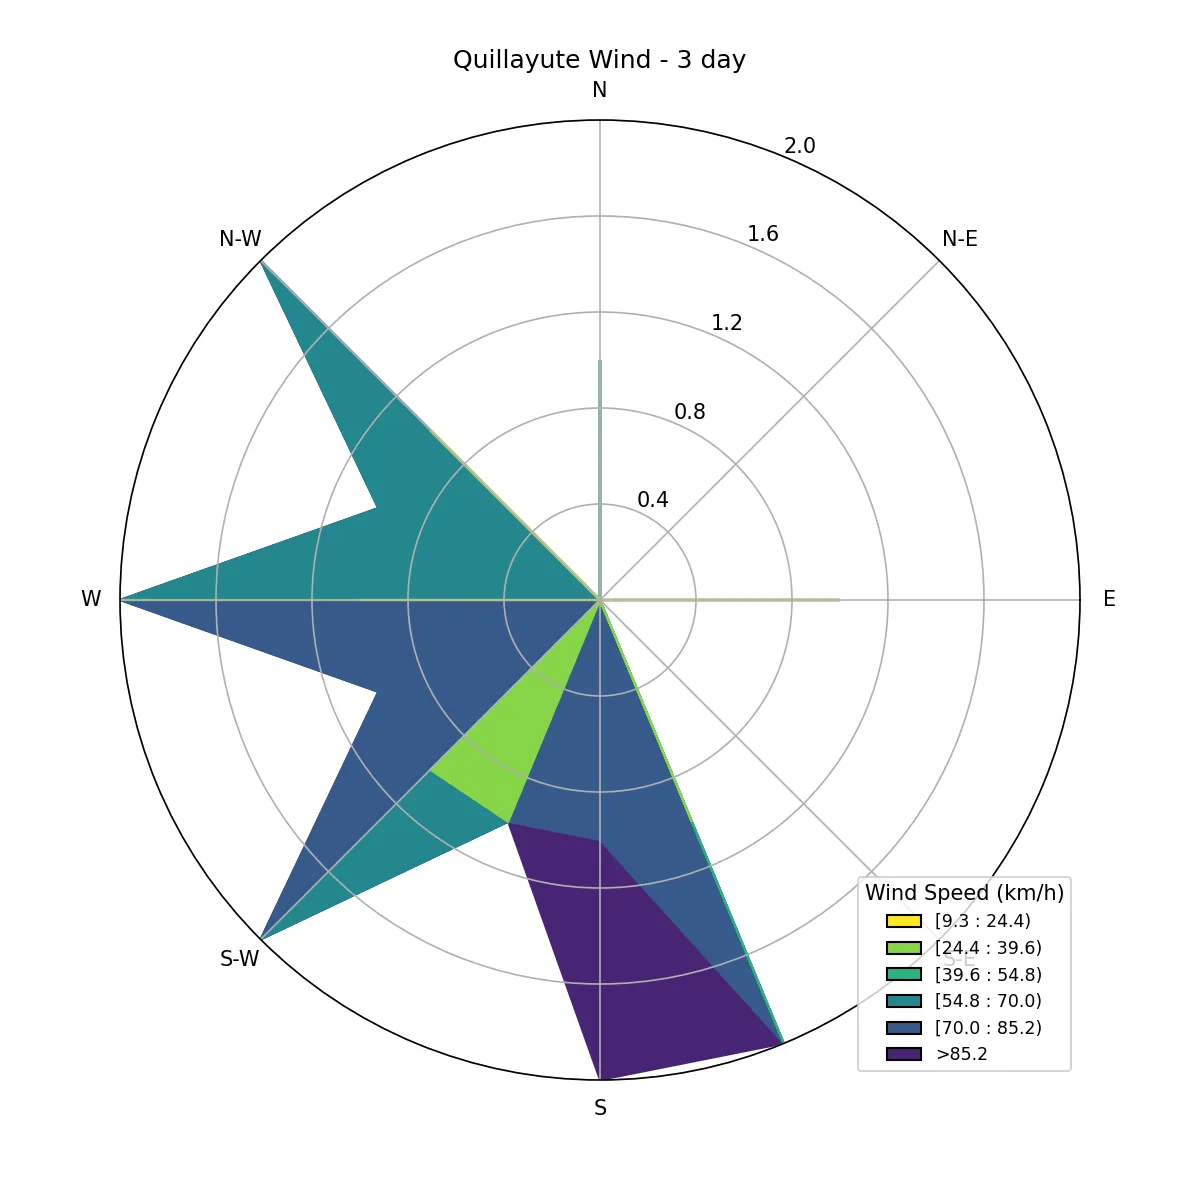 Quillayute Wind - 3 day
N
2.0
N-W
1.6
N-E
1.2
0.8
0.4
W
E
S-W
S-E
Wind Speed (km/h)
[9.3 : 24.4)
[24.4 : 39.6)
[39.6 : 54.8)
[54.8 : 70.0)
[70.0 : 85.2)
>85.2
S